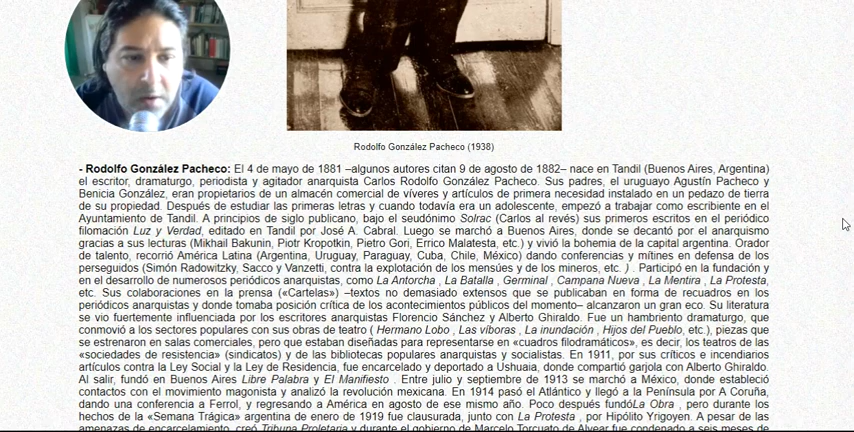 Rodolfo González Pacheco (1938)
- Rodolfo González Pacheco: El 4 de mayo de 1881 –algunos autores citan 9 de agosto de 1882– nace en Tandil (Buenos Aires, Argentina)
el escritor, dramaturgo, periodista y agitador anarquista Carlos Rodolfo González Pacheco. Sus padres, el uruguayo Agustín Pacheco y
Benicia González, eran propietarios de un almacén comercial de víveres y artículos de primera necesidad instalado en un pedazo de tierra
de su propiedad. Después de estudiar las primeras letras y cuando todavía era un adolescente, empezó a trabajar como escribiente en el
Ayuntamiento de Tandil. A principios de siglo publicano, bajo el seudónimo Solrac (Carlos al revés) sus primeros escritos en el periódico
filomación Luz y Verdad, editado en Tandil por José A. Cabral. Luego se marchó a Buenos Aires, donde se decantó por el anarquismo
gracias a sus lecturas (Mikhail Bakunin, Piotr Kropotkin, Pietro Gori, Errico Malatesta, etc.) y vivió la bohemia de la capital argentina. Orador
de talento, recorrió América Latina (Argentina, Uruguay, Paraguay, Cuba, Chile, México) dando conferencias y mítines en defensa de los
perseguidos (Simón Radowitzky, Sacco y Vanzetti, contra la explotación de los mensúes y de los mineros, etc. ) . Participó en la fundación y
en el desarrollo de numerosos periódicos anarquistas, como La Antorcha , La Batalla , Germinal , Campana Nueva , La Mentira , La Protesta,
etc. Sus colaboraciones en la prensa («Cartelas») –textos no demasiado extensos que se publicaban en forma de recuadros en los
periódicos anarquistas y donde tomaba posición crítica de los acontecimientos públicos del momento– alcanzaron un gran eco. Su literatura
se vio fuertemente influenciada por los escritores anarquistas Florencio Sánchez y Alberto Ghiraldo. Fue un hambriento dramaturgo, que
conmovió a los sectores populares con sus obras de teatro ( Hermano Lobo , Las víboras , La inundación , Hijos del Pueblo, etc.), piezas que
se estrenaron en salas comerciales, pero que estaban diseñadas para representarse en «cuadros filodramáticos», es decir, los teatros de las
«sociedades de resistencia» (sindicatos) y de las bibliotecas populares anarquistas y socialistas. En 1911, por sus críticos e incendiarios
artículos contra la Ley Social y la Ley de Residencia, fue encarcelado y deportado a Ushuaia, donde compartió garjola con Alberto Ghiraldo.
Al salir, fundó en Buenos Aires Libre Palabra y El Manifiesto . Entre julio y septiembre de 1913 se marchó a México, donde estableció
contactos con el movimiento magonista y analizó la revolución mexicana. En 1914 pasó el Atlántico y llegó a la Península por A Coruña,
dando una conferencia a Ferrol, y regresando a América en agosto de ese mismo año. Poco después fundóLa Obra , pero durante los
hechos de la «Semana Trágica» argentina de enero de 1919 fue clausurada, junto con La Protesta , por Hipólito Yrigoyen. A pesar de las
amenazas de encarcelamiento, creó Tribuna Proletaria y durante el gobierno de Marcelo Torcuato de Alvear fue condenado a seis meses de